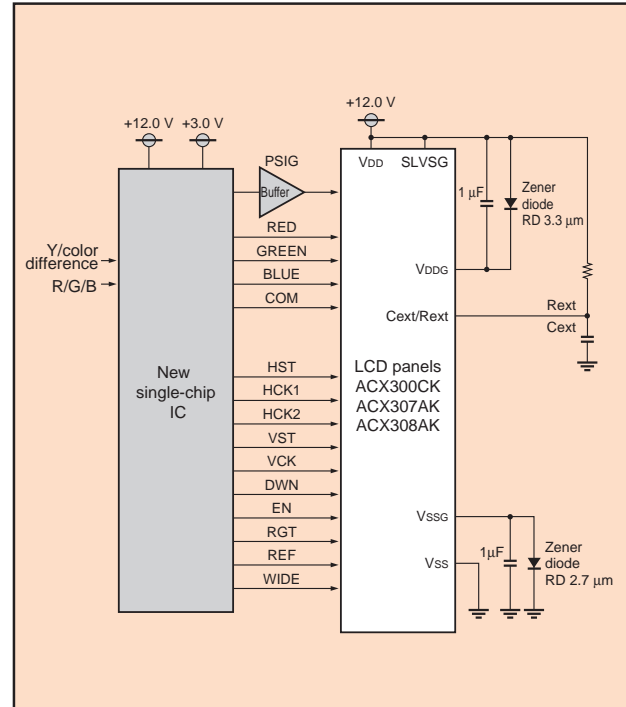 +12.0 V
+3.0 V
+12.0 V
PSIG
Buffer
VDD
SLVSG
1 µF
Zener
diode
RD 3.3 µm
Y/color
difference
R/G/B
RED
GREEN
BLUE
COM
VDDG
Cext/Rext
Rext
Cext
New
single-chip
IC
HST
HCK1
HCK2
VST
VCK
DWN
EN
RGT
REF
WIDE
LCD panels
ACX300CK
ACX307AK
ACX308AK
VSSG
VSS
1µF
Zener
diode
RD 2.7 µm